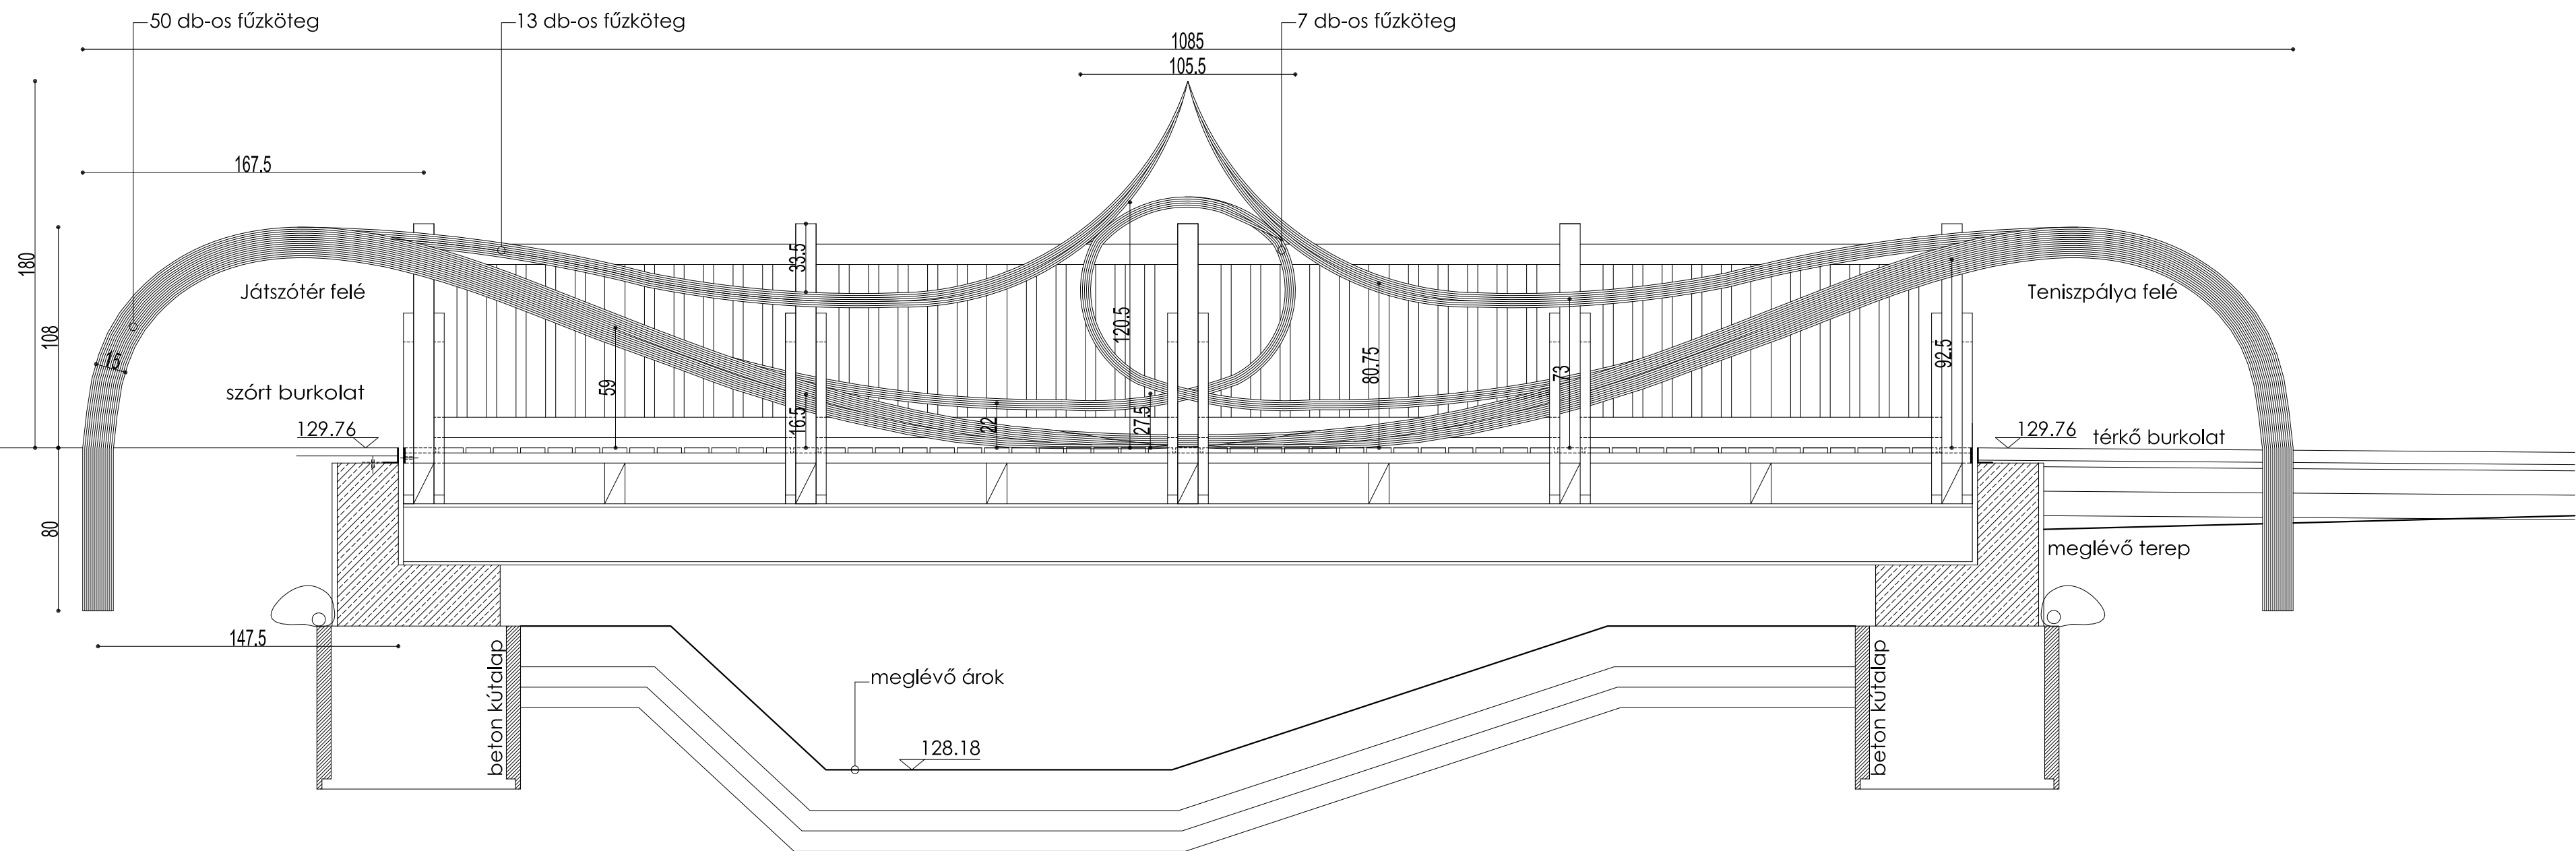 50 db-os fűzköteg
13 db-os fűzköteg
7 db-os fűzköteg
1085
105.5
167.5
180
33.5
Játszótér felé
Teniszpálya felé
108
120.5
15
80.75
73
92.5
59
szórt burkolat
16.5
22
27.5
129.76
129.76
térkő burkolat
80
meglévő terep
147.5
beton kútalap
beton kútalap
meglévő árok
128.18